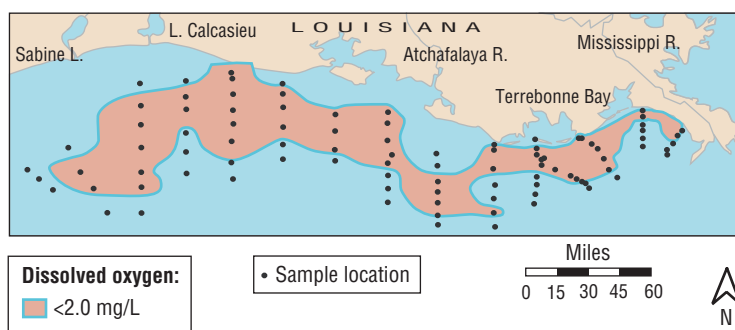 LOUISIANA
L. Calcasieu
Sabine L.
Atchafalaya R.
Mississippi R.
Terrebonne Bay
Dissolved oxygen:
<2.0 mg/L
• Sample location
Miles
0 15 30 45 60
N